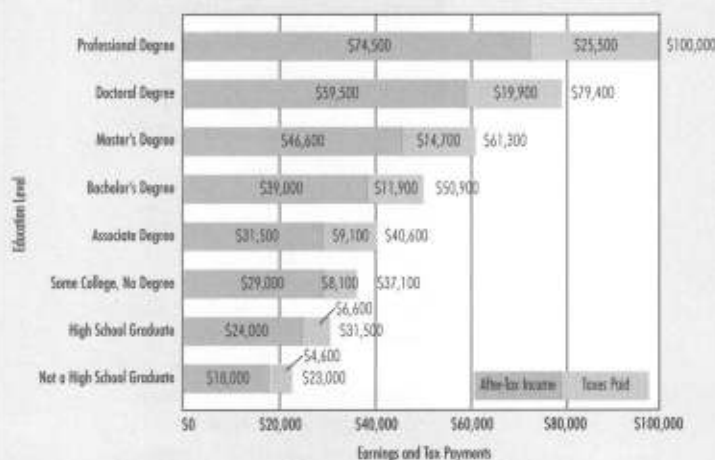 Education Level
Professional Degree $74,500 $25,500 $100,000
Doctoral Degree $59,500 $19,900 $79,400
Master's Degree $46,600 $14,700 $61,300
Bachelor's Degree $39,000 $11,900 $50,900
Associate Degree $31,500 $9,100 $40,600
Some College, No Degree $29,000 $8,100 $37,100
$6,600
High School Graduate $24,000 $31,500
$4,600
Not a High School Graduate $18,000 $23,000
After-Tax Income Taxes Paid
$0 $20,000 $40,000 $60,000 $80,000 $100,000
Earnings and Tax Payments